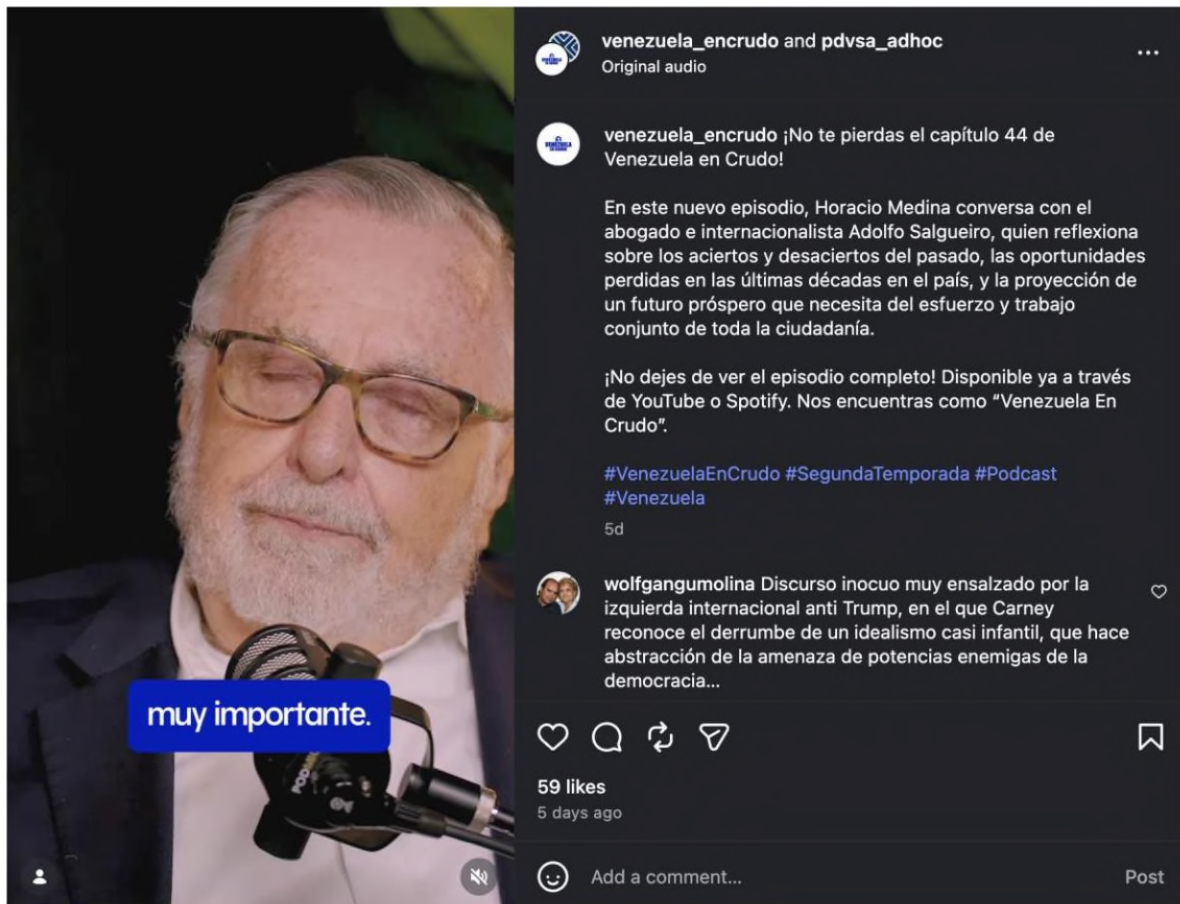 venezuela_encrudo and pdvsa_adhoc
Original audio
venezuela_encrudo ¡No te pierdas el capítulo 44 de
Venezuela en Crudo!
En este nuevo episodio, Horacio Medina conversa con el
abogado e internacionalista Adolfo Salgueiro, quien reflexiona
sobre los aciertos y desaciertos del pasado, las oportunidades
perdidas en las últimas décadas en el país, y la proyección de
un futuro próspero que necesita del esfuerzo y trabajo
conjunto de toda la ciudadanía.
¡No dejes de ver el episodio completo! Disponible ya a través
de YouTube o Spotify. Nos encuentras como “Venezuela En
Crudo”.
#VenezuelaEnCrudo #SegundaTemporada #Podcast
#Venezuela
5d
wolfgangumolina Discurso inocuo muy ensalzado por la
izquierda internacional anti Trump, en el que Carney
reconoce el derrumbe de un idealismo casi infantil, que hace
abstracción de la amenaza de potencias enemigas de la
democracia...
muy importante.
59 likes
5 days ago
Add a comment...
Post